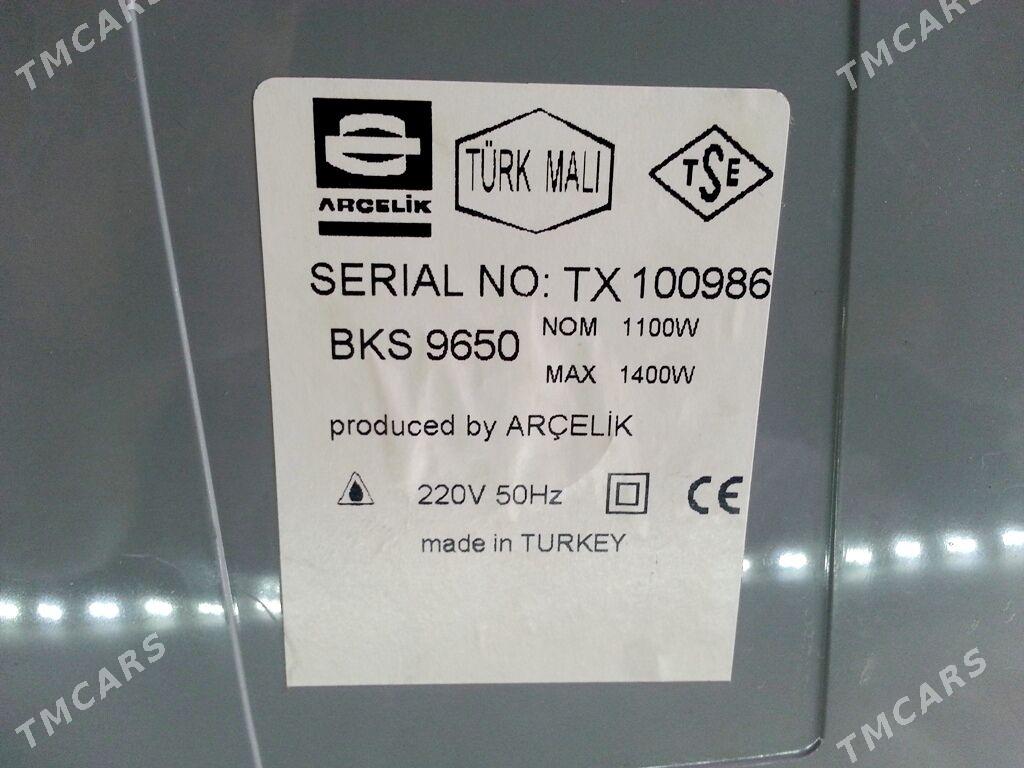 TMCARS
TMCARS
ARÇELİK
TÜRK MALI
TSE
SERIAL NO: TX 100986
BKS 9650
NOM 1100W
MAX 1400W
produced by ARÇELİK
220V 50Hz
CE
made in TURKEY
TMCARS
TMCARS